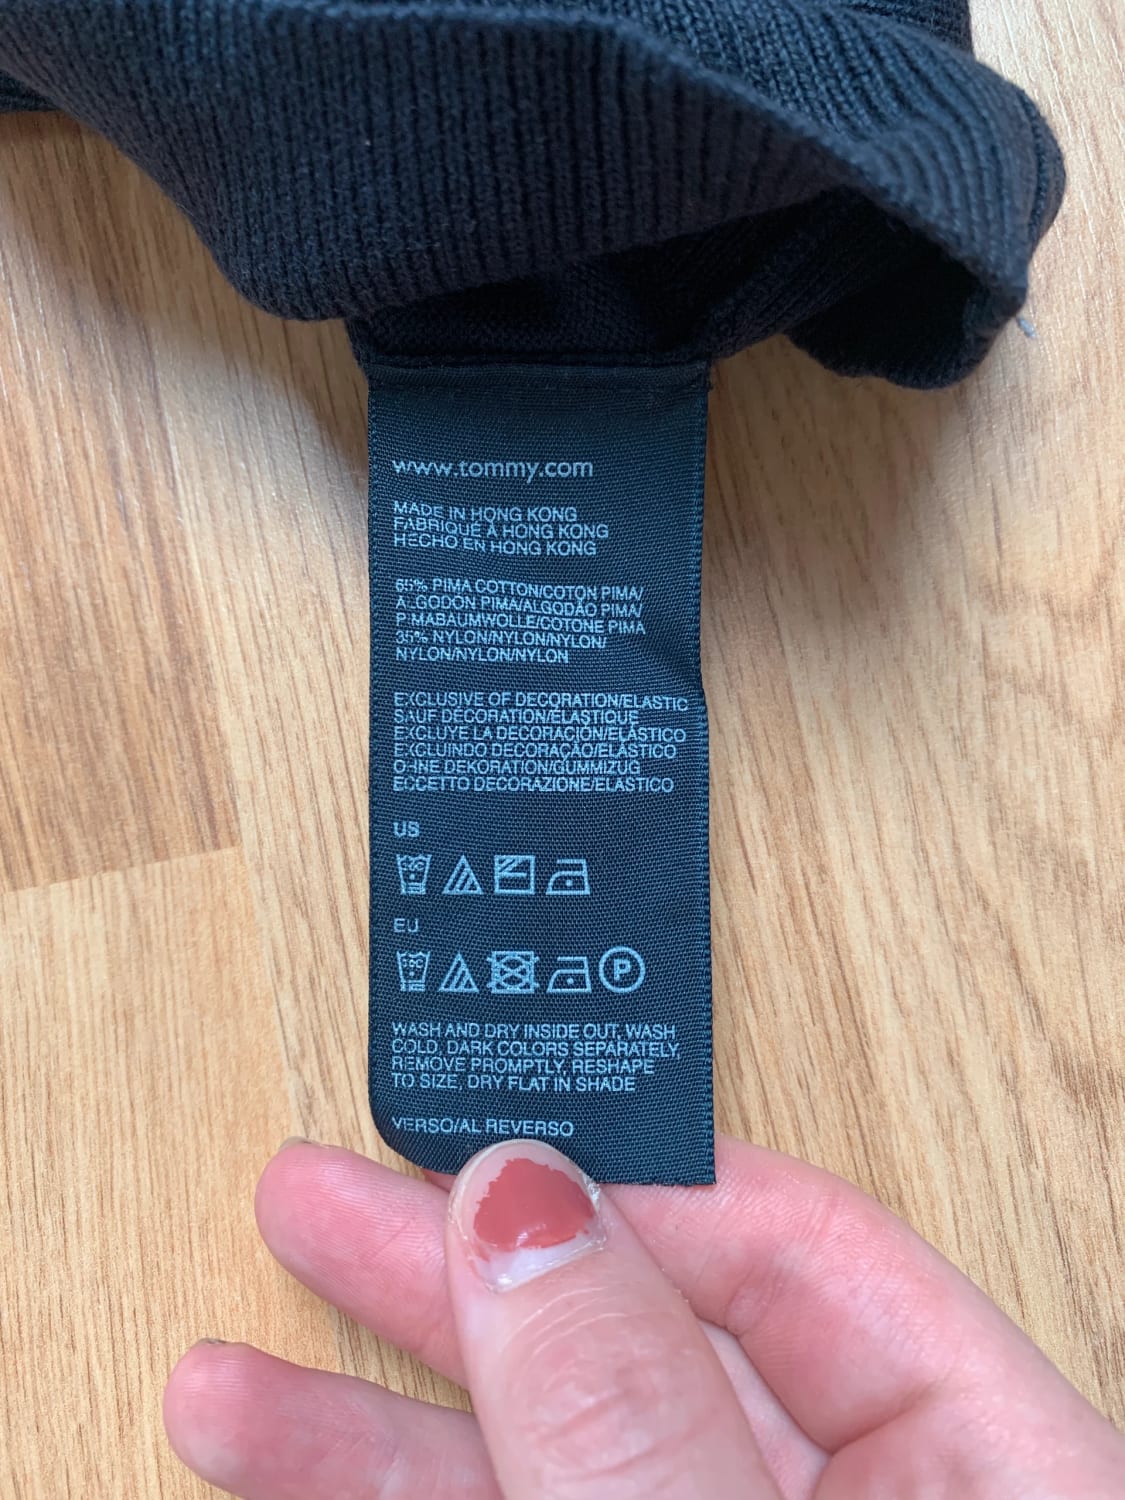 www.tommy.com
MADE IN HONG KONG
FABRIQUÉ À HONG KONG
HECHO EN HONG KONG
65% PIMA COTTON/COTON PIMA/
ALGODON PIMA/ALGODÃO PIMA/
PIMABAUMWOLLE/COTONE PIMA
35% NYLON/NYLON/NYLON/
NYLON/NYLON/NYLON
EXCLUSIVE OF DECORATION/ELASTIC
SAUF DÉCORATION/ÉLASTIQUE
EXCLUYE LA DECORACIÓN/ELÁSTICO
EXCLUINDO DECORAÇÃO/ELÁSTICO
OHNE DEKORATION/GUMMIZUG
ECCETTO DECORAZIONE/ELASTICO
US
EU
P
WASH AND DRY INSIDE OUT, WASH
COLD, DARK COLORS SEPARATELY,
REMOVE PROMPTLY, RESHAPE
TO SIZE, DRY FLAT IN SHADE
VERSO/AL REVERSO